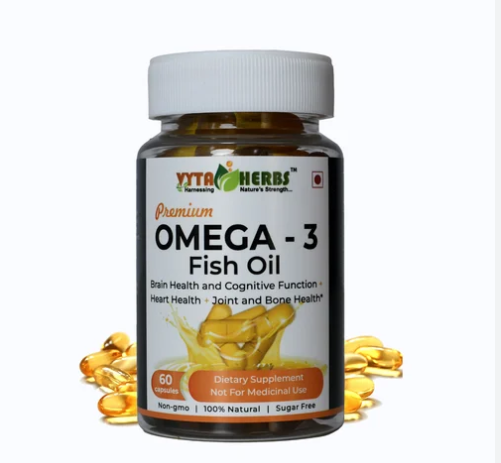 VYTA HERBS™
Harnessing Nature's Strength...
Premium
OMEGA - 3
Fish Oil
Brain Health and Cognitive Function +
Heart Health + Joint and Bone Health*
60
capsules
Dietary Supplement
Not For Medicinal Use
Non-gmo | 100% Natural | Sugar Free